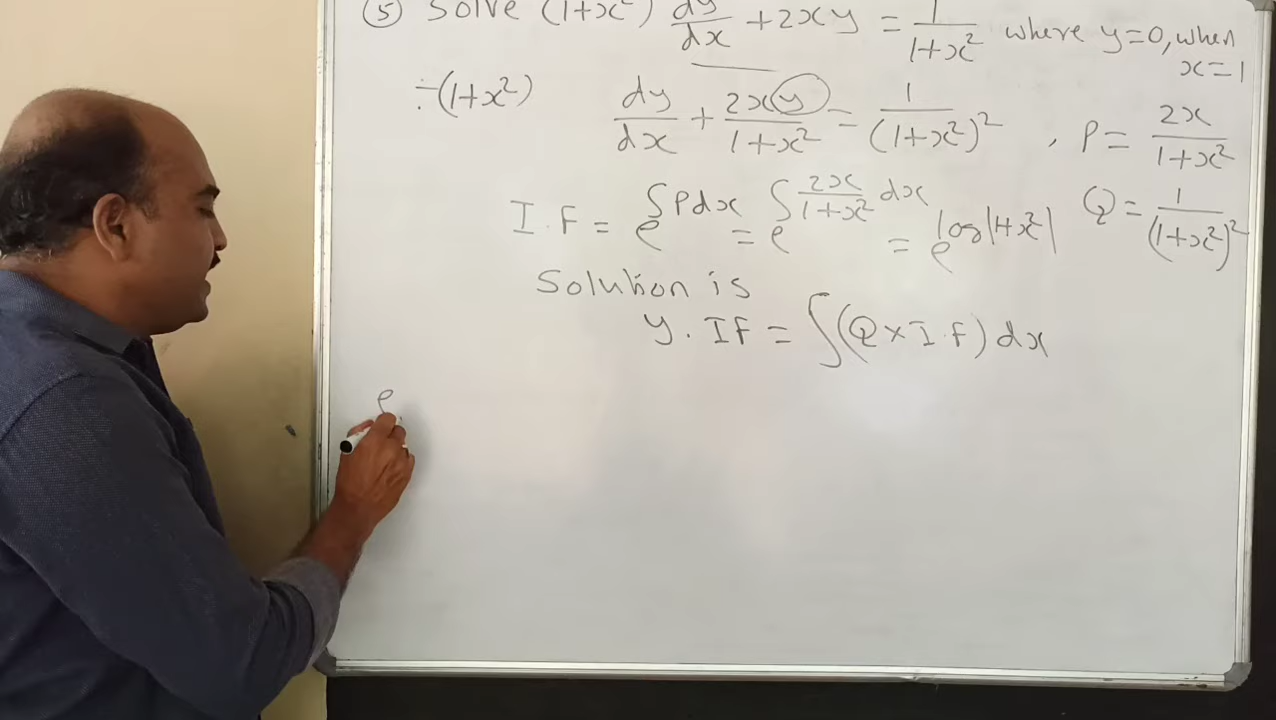 ⑤ Solve (1+x²) dy/dx + 2xy = 1/(1+x²) where y=0, when x=1
÷(1+x²) dy/dx + 2xy/(1+x²) = 1/(1+x²)² , P = 2x/(1+x²)
I.F = e^∫Pdx = e^∫2x/(1+x²) dx = e^log|1+x²| Q = 1/(1+x²)²
Solution is
y . IF = ∫(Q×I.F) dx
e